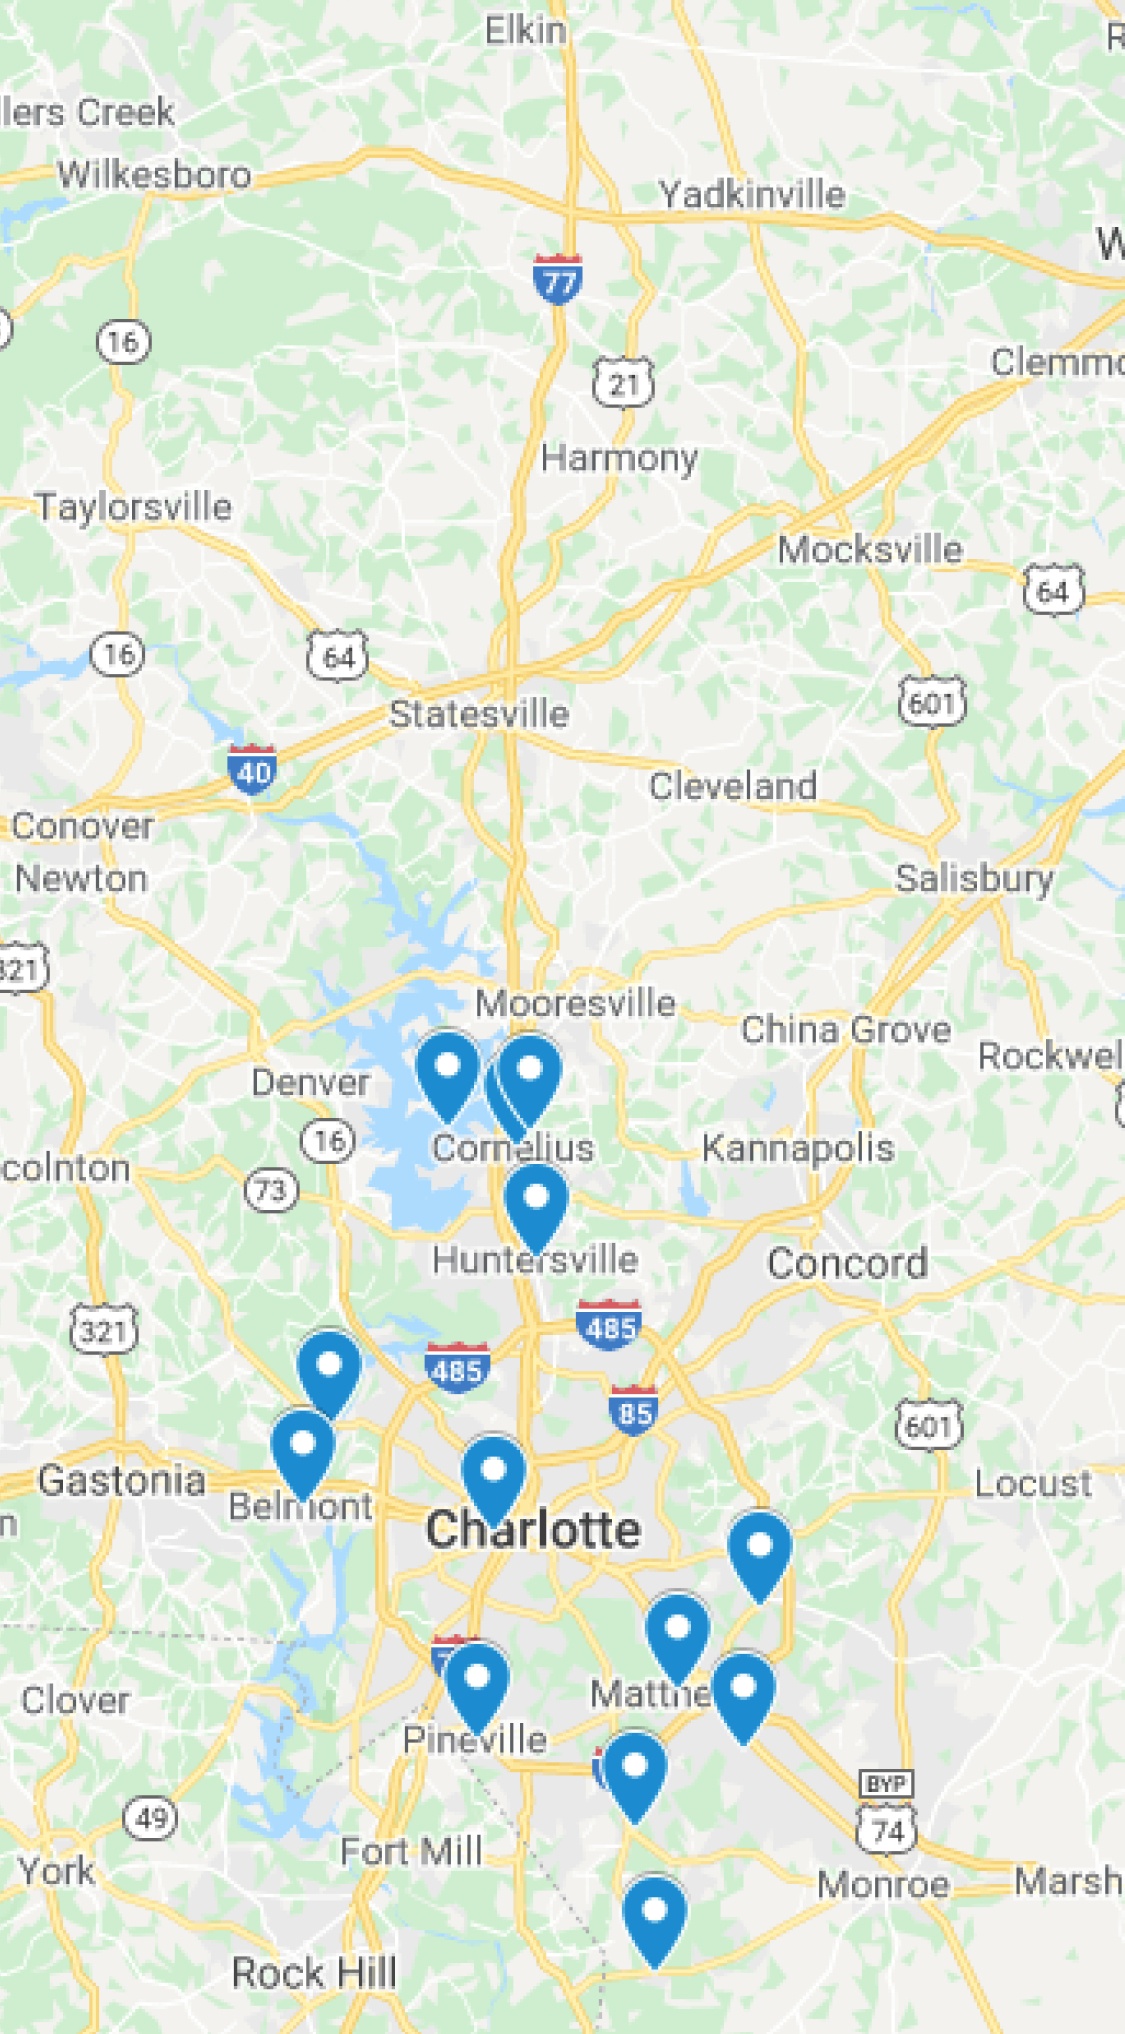 Elkin
llers Creek
Wilkesboro
Yadkinville
77
16
21
Clemmo
Harmony
Taylorsville
Mocksville
64
16
64
601
Statesville
40
Cleveland
Conover
Newton
Salisbury
321
Mooresville
China Grove
Rockwel
Denver
16
Cornelius
Kannapolis
colnton
73
Huntersville
Concord
321
485
485
85
601
Gastonia
Locust
Belmont
n
Charlotte
Clover
Matthe
Pineville
BYP
49
74
Fort Mill
York
Monroe
Marsh
Rock Hill